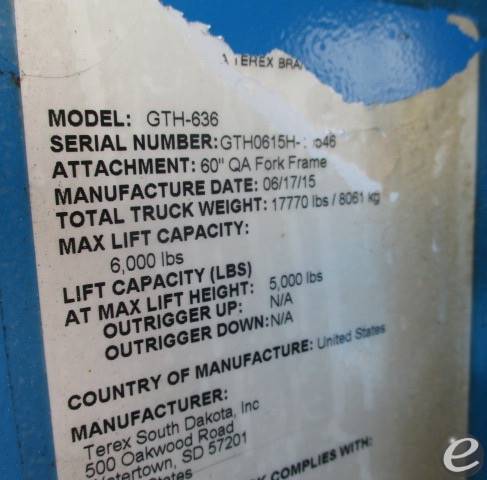 A TEREX BRA
MODEL: GTH-636
SERIAL NUMBER: GTH0615H-
ATTACHMENT: 60" QA Fork Frame
MANUFACTURE DATE: 06/17/15
TOTAL TRUCK WEIGHT: 17770 lbs / 8061 kg
MAX LIFT CAPACITY:
6,000 lbs
LIFT CAPACITY (LBS)
AT MAX LIFT HEIGHT: 5,000 lbs
OUTRIGGER UP: N/A
OUTRIGGER DOWN: N/A
COUNTRY OF MANUFACTURE: United States
MANUFACTURER:
Terex South Dakota, Inc
500 Oakwood Road
Watertown, SD 57201
States
COMPLIES WITH:
e